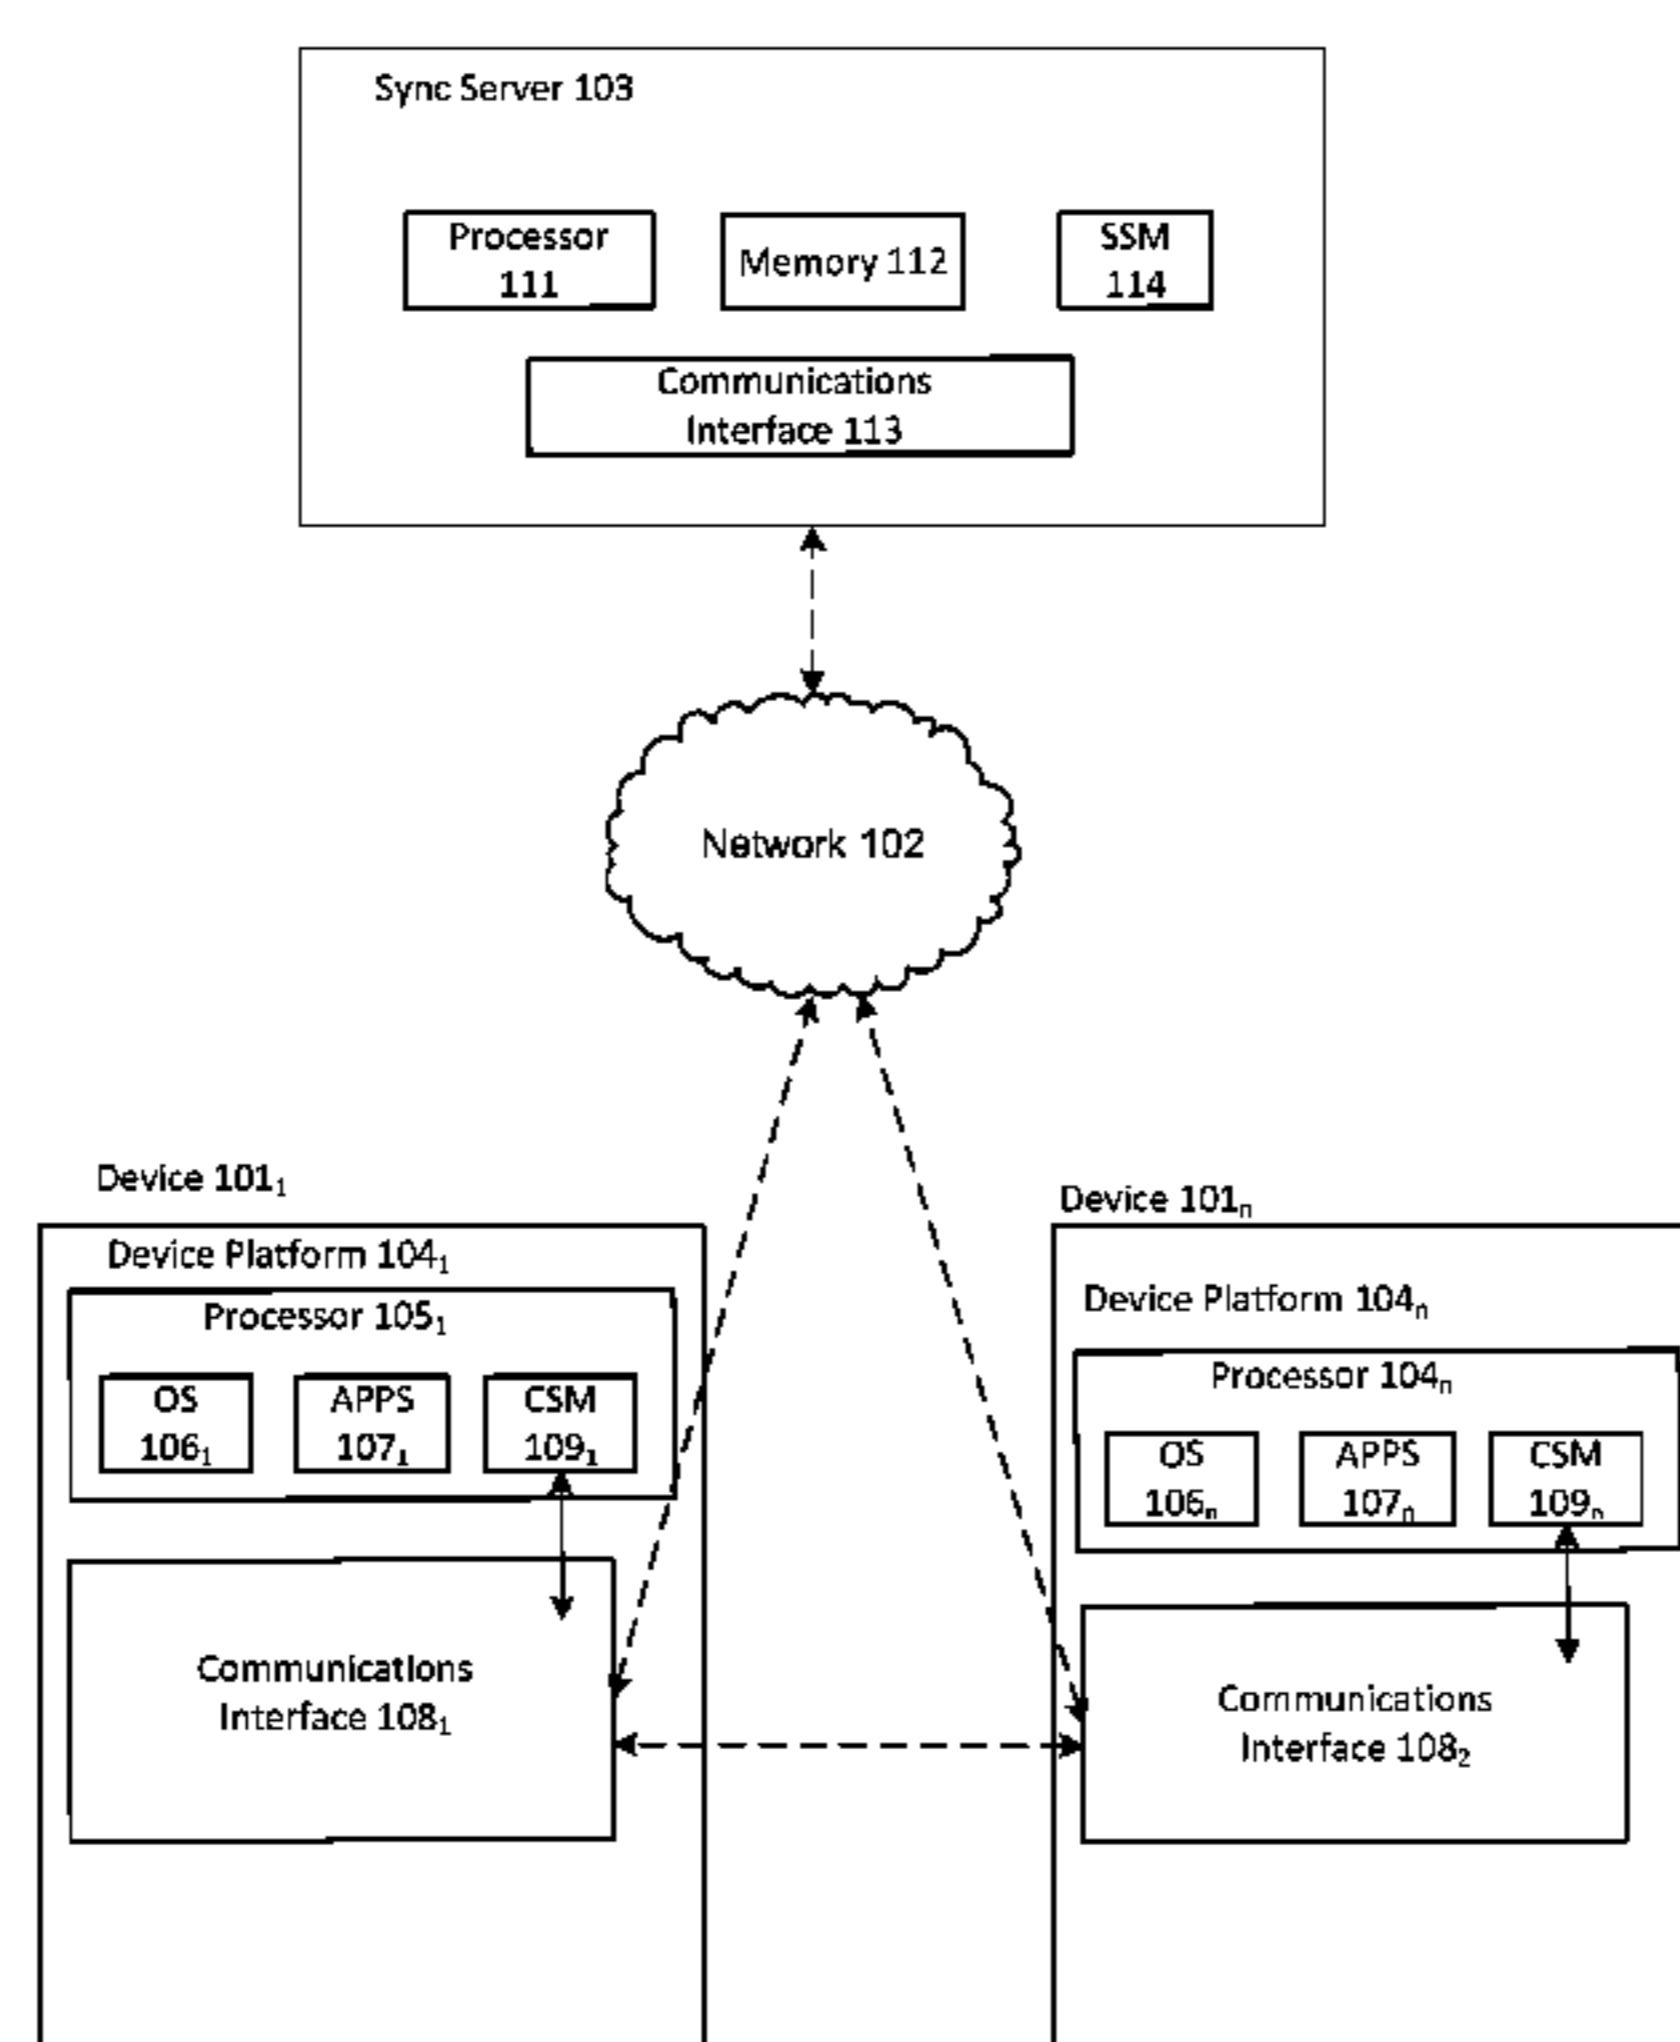 Sync Server 103
Processor
111
Memory 112
SSM
114
Communications
Interface 113
Network 102
Device 101₁
Device Platform 104₁
Processor 105₁
OS
106₁
APPS
107₁
CSM
109₁
Communications
Interface 108₁
Device 101ₙ
Device Platform 104ₙ
Processor 104ₙ
OS
106ₙ
APPS
107ₙ
CSM
109ₙ
Communications
Interface 108₂